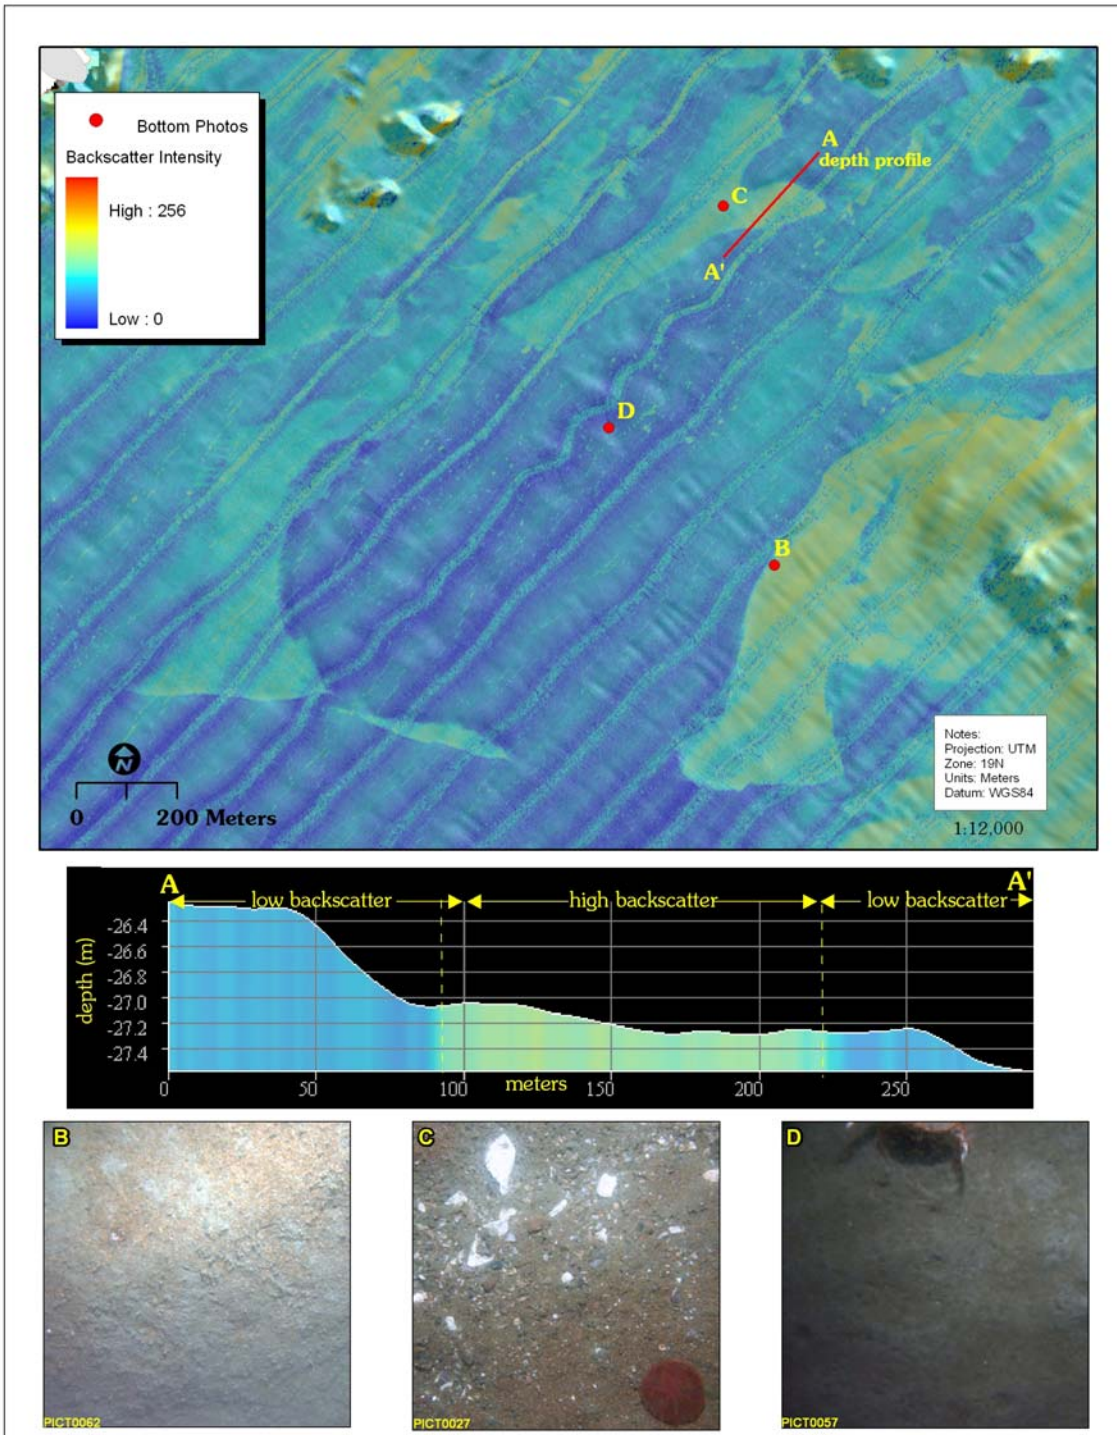 Bottom Photos
Backscatter Intensity
High : 256
Low : 0
A
depth profile
C
A'
D
B
N
0 200 Meters
Notes:
Projection: UTM
Zone: 19N
Units: Meters
Datum: WGS84
1:12,000
A A'
low backscatter high backscatter low backscatter
depth (m)
-26.4
-26.6
-26.8
-27.0
-27.2
-27.4
0 50 100 meters 150 200 250
B
PICT0062
C
PICT0027
D
PICT0057